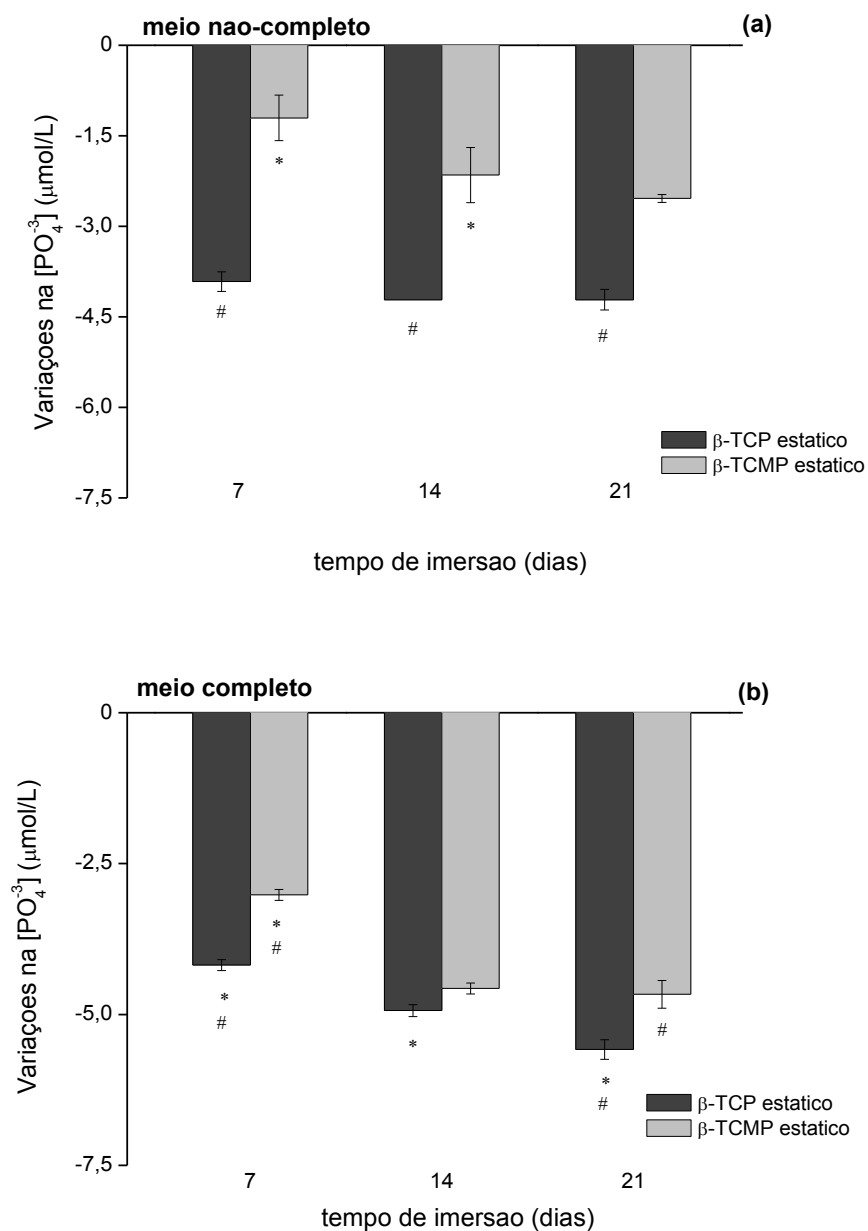 meio nao-completo
(a)
0
-1,5
-3,0
-4,5
-6,0
-7,5
Variaçoes na [PO₄⁻³] (μmol/L)
*
*
#
#
#
β-TCP estatico
β-TCMP estatico
7
14
21
tempo de imersao (dias)
meio completo
(b)
0
-2,5
-5,0
-7,5
Variaçoes na [PO₄⁻³] (μmol/L)
*
#
*
#
*
*
#
#
β-TCP estatico
β-TCMP estatico
7
14
21
tempo de imersao (dias)